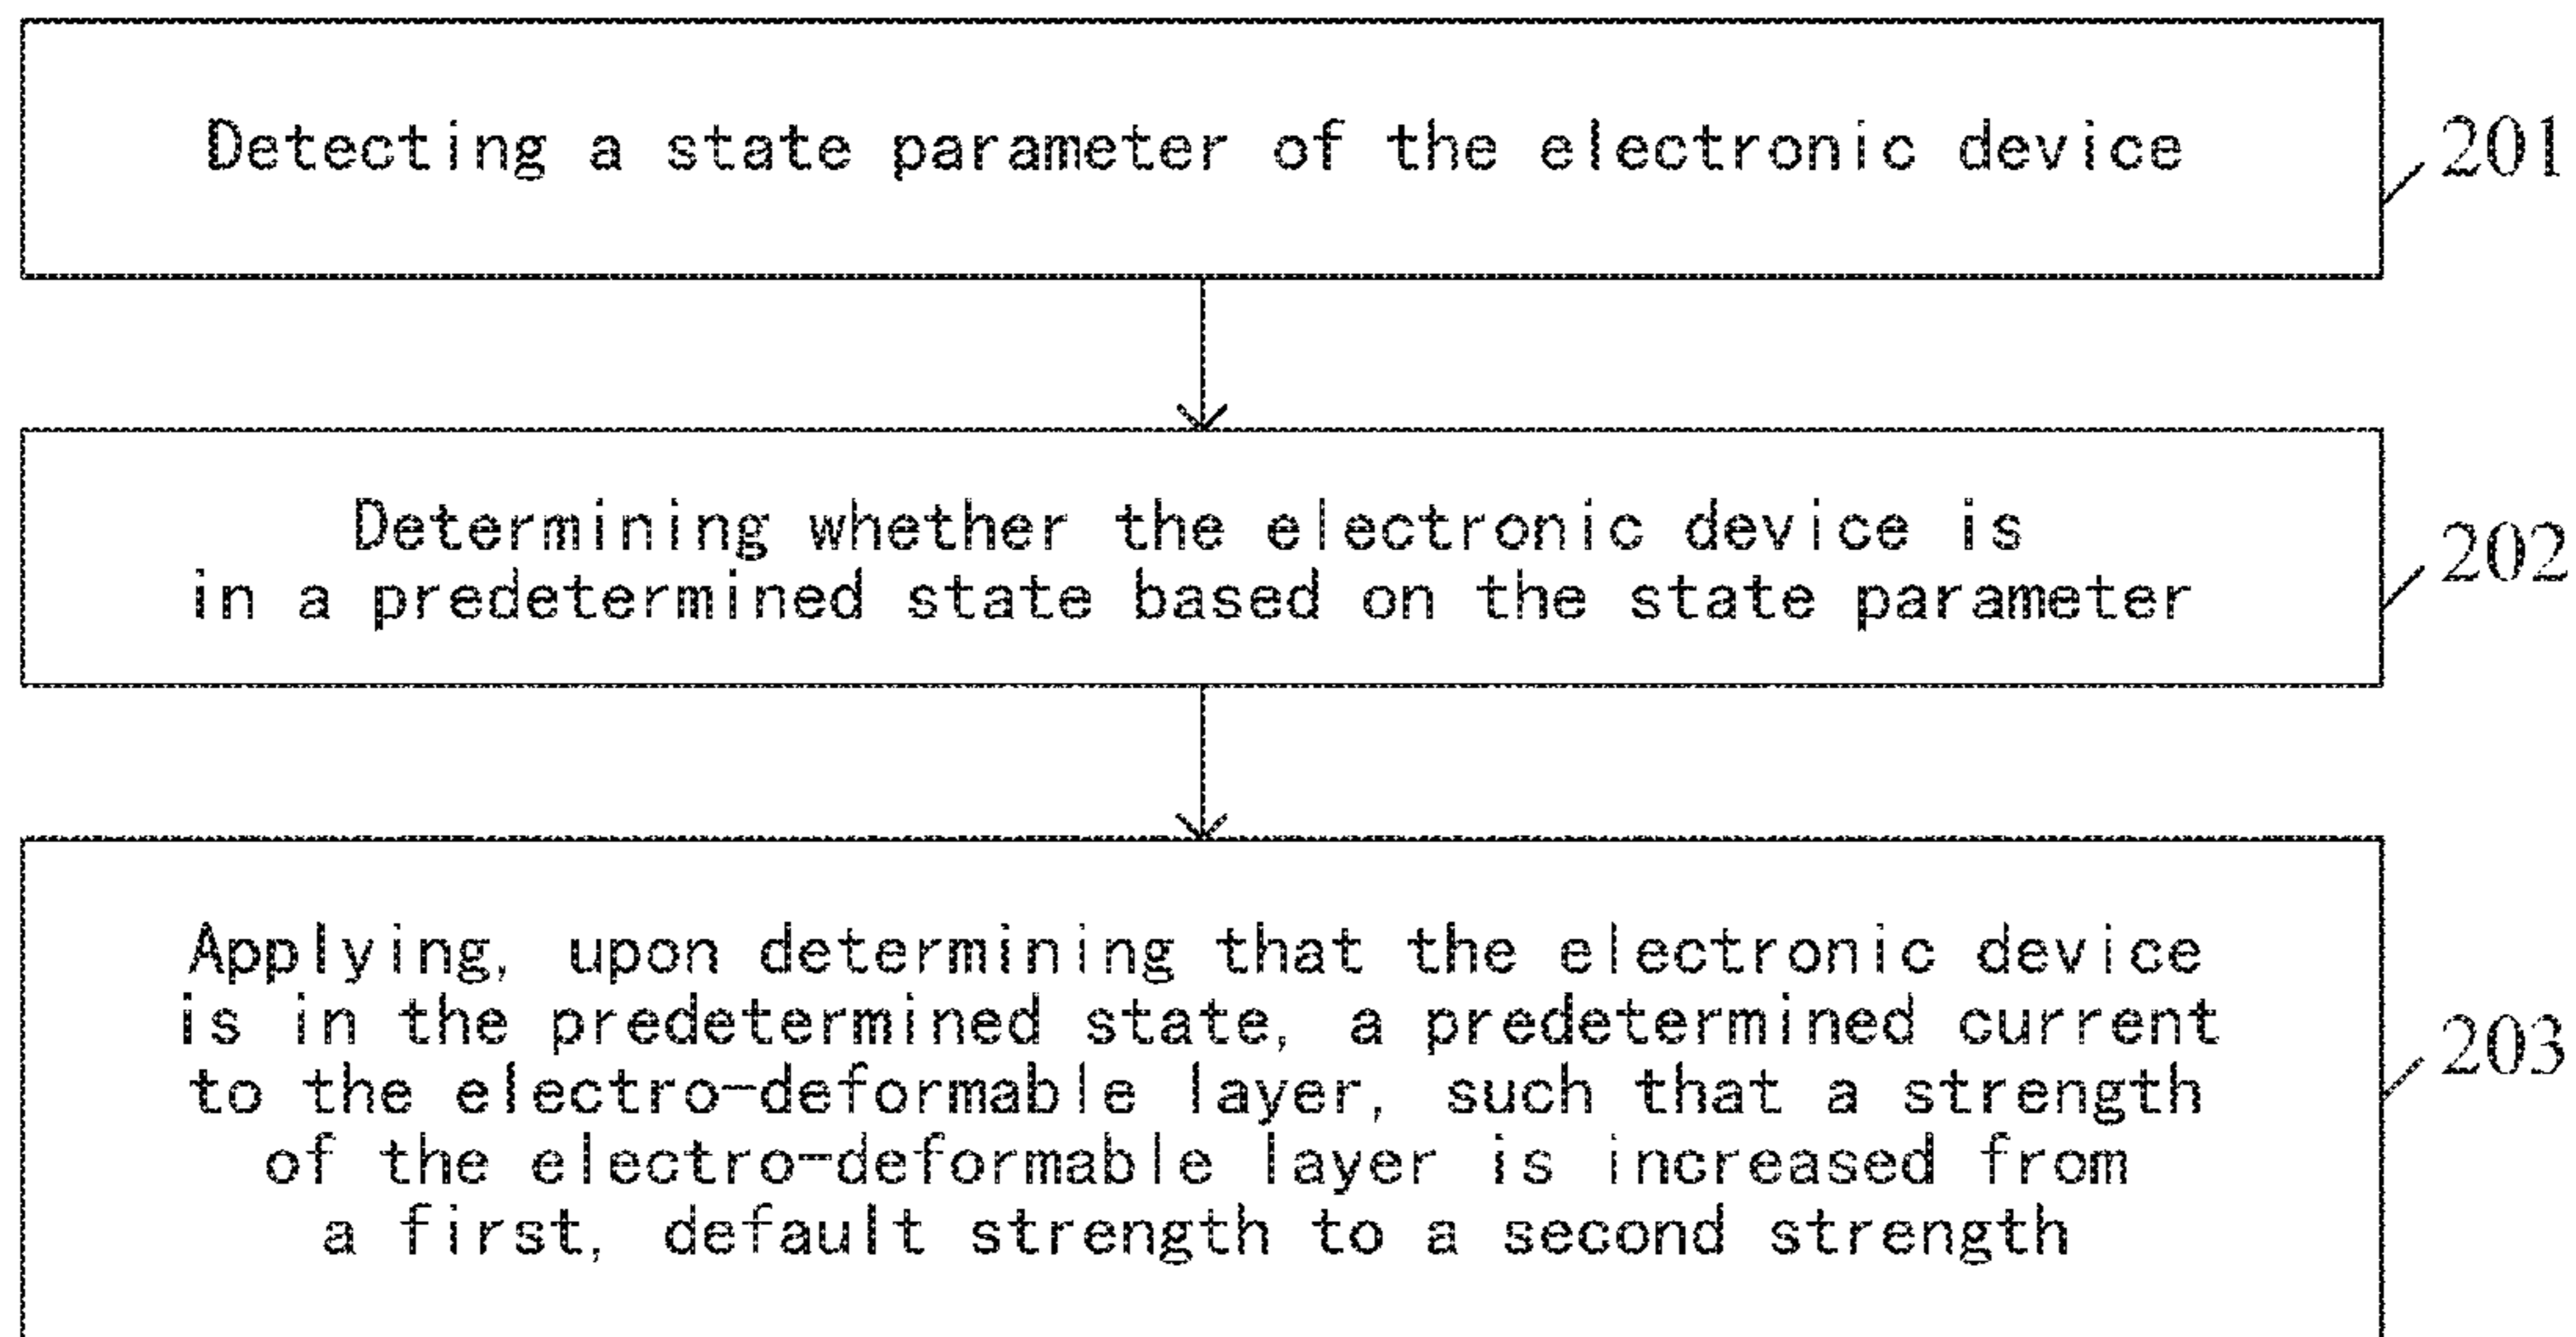 Detecting a state parameter of the electronic device
201
Determining whether the electronic device is
in a predetermined state based on the state parameter
202
Applying, upon determining that the electronic device
is in the predetermined state, a predetermined current
to the electro-deformable layer, such that a strength
of the electro-deformable layer is increased from
a first, default strength to a second strength
203